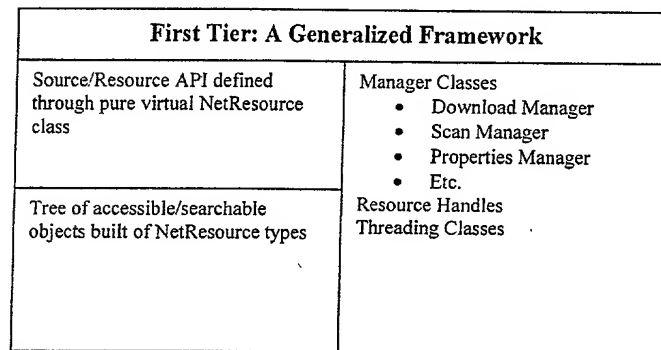 First Tier: A Generalized Framework
Source/Resource API defined
through pure virtual NetResource
class
Tree of accessible/searchable
objects built of NetResource types
Manager Classes
• Download Manager
• Scan Manager
• Properties Manager
• Etc.
Resource Handles
Threading Classes